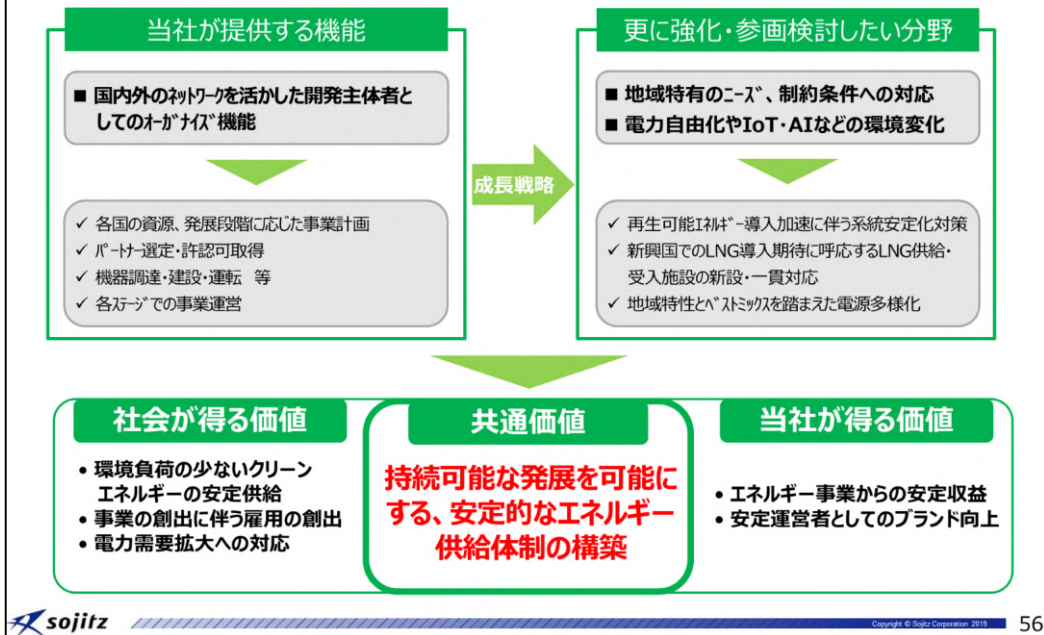 当社が提供する機能
■ 国内外のﾈｯﾄﾜｰｸを活かした開発主体者と
してのｵｰｶﾞﾅｲｽﾞ機能
✓ 各国の資源、発展段階に応じた事業計画
✓ ﾊﾟｰﾄﾅｰ選定・許認可取得
✓ 機器調達・建設・運転　等
✓ 各ｽﾃｰｼﾞでの事業運営
成長戦略
更に強化・参画検討したい分野
■ 地域特有のﾆｰｽﾞ、制約条件への対応
■ 電力自由化やIoT・AIなどの環境変化
✓ 再生可能ｴﾈﾙｷﾞｰ導入加速に伴う系統安定化対策
✓ 新興国でのLNG導入期待に呼応するLNG供給・
受入施設の新設・一貫対応
✓ 地域特性とﾍﾞｽﾄﾐｯｸｽを踏まえた電源多様化
社会が得る価値
• 環境負荷の少ないクリーン
エネルギーの安定供給
• 事業の創出に伴う雇用の創出
• 電力需要拡大への対応
共通価値
持続可能な発展を可能に
する、安定的なエネルギー
供給体制の構築
当社が得る価値
• エネルギー事業からの安定収益
• 安定運営者としてのブランド向上
sojitz
Copyright © Sojitz Corporation 2019
56